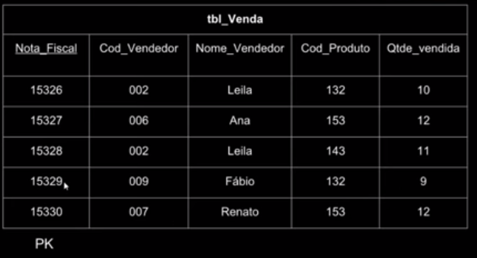 tbl_Venda
Nota_Fiscal Cod_Vendedor Nome_Vendedor Cod_Produto Qtde_vendida
15326 002 Leila 132 10
15327 006 Ana 153 12
15328 002 Leila 143 11
15329 009 Fábio 132 9
15330 007 Renato 153 12
PK